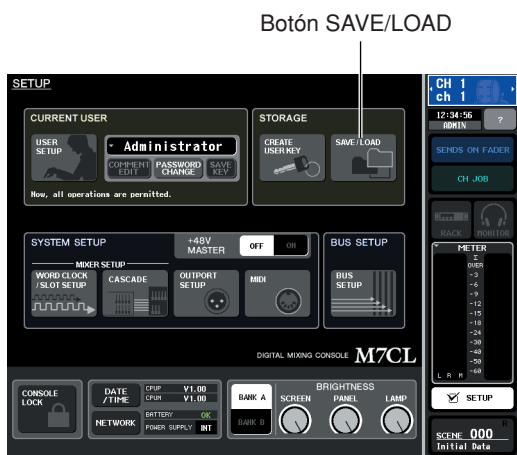 Botón SAVE/LOAD
SETUP
CH 1
ch 1
12:34:56
ADMIN
?
SENDS ON FADER
CH JOB
RACK
MONITOR
METER
Σ
OVER
-3
-6
-9
-12
-15
-18
-24
-30
-40
-50
-60
L R M
SETUP
R
SCENE 000
Initial Data
CURRENT USER
USER
SETUP
Administrator
COMMENT
EDIT
PASSWORD
CHANGE
SAVE
KEY
Now, all operations are permitted.
STORAGE
CREATE
USER KEY
SAVE/LOAD
SYSTEM SETUP
+48V
MASTER
OFF
ON
MIXER SETUP
WORD CLOCK
/SLOT SETUP
CASCADE
OUTPORT
SETUP
MIDI
BUS SETUP
BUS
SETUP
DIGITAL MIXING CONSOLE M7CL
CONSOLE
LOCK
DATE
/TIME
CPUP V1.00
CPUM V1.00
NETWORK
BATTERY OK
POWER SUPPLY INT
BANK A
BANK B
BRIGHTNESS
SCREEN
PANEL
LAMP